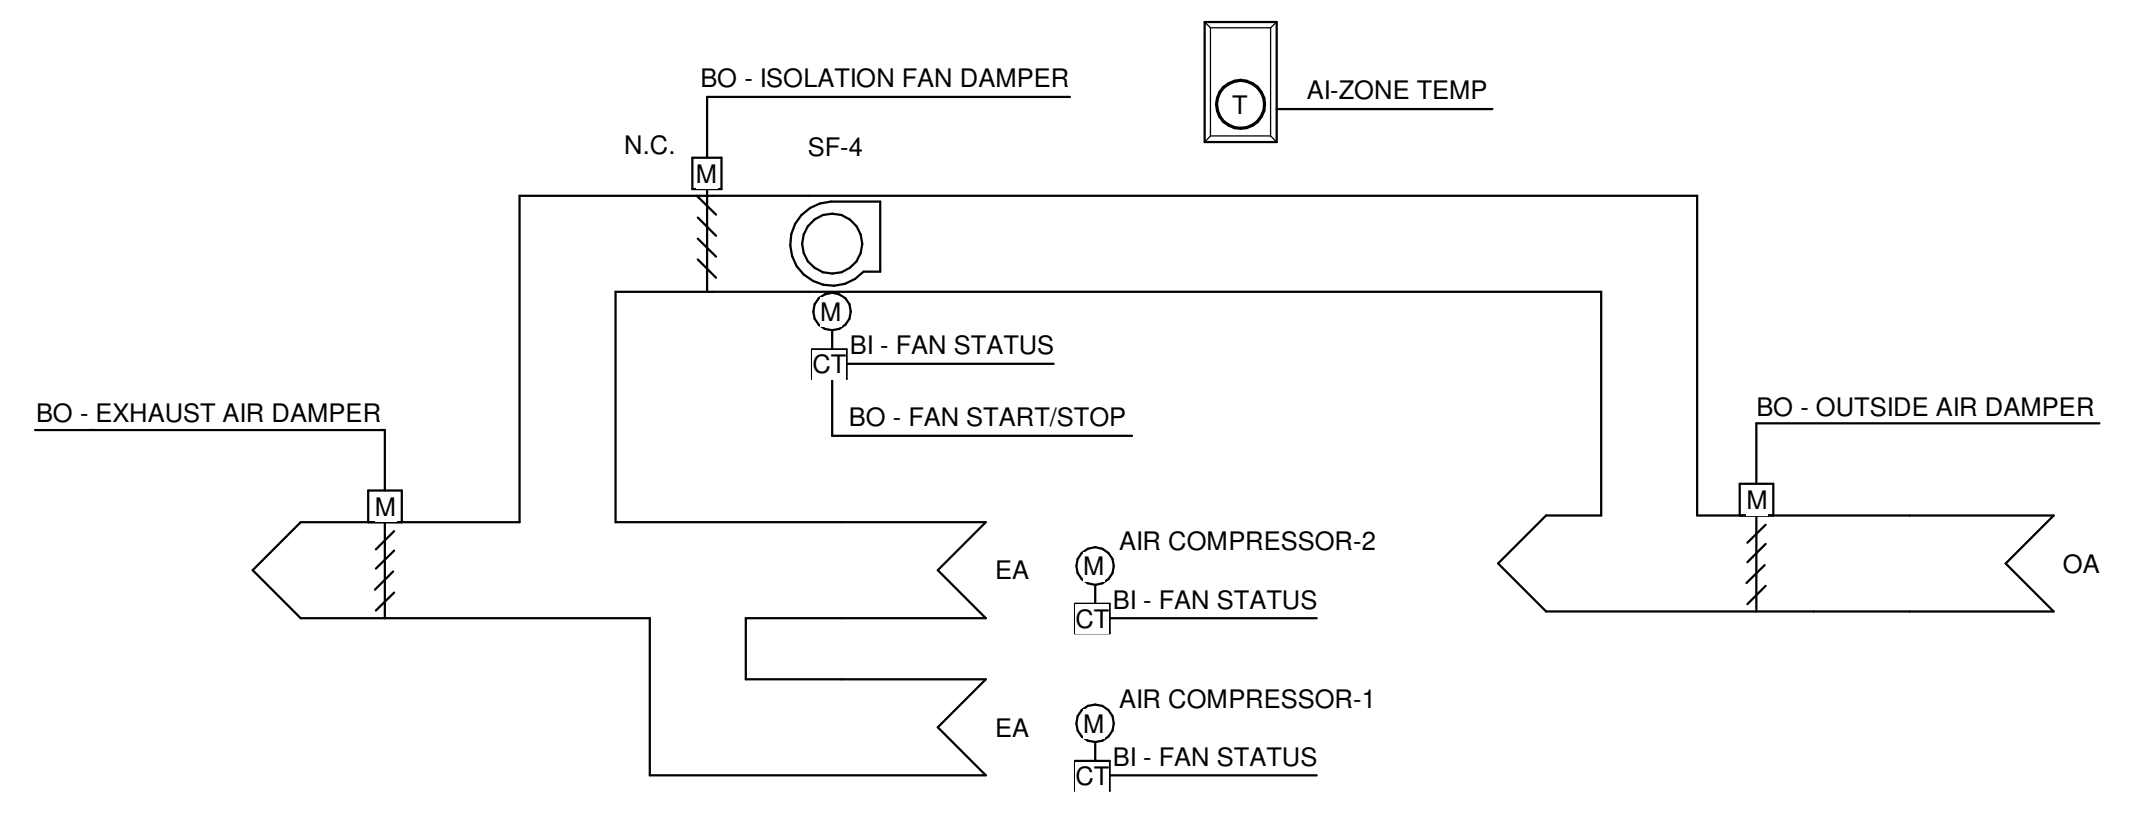 BO - ISOLATION FAN DAMPER
AI-ZONE TEMP
T
N.C.
SF-4
M
M
BI - FAN STATUS
CT
BO - FAN START/STOP
BO - EXHAUST AIR DAMPER
BO - OUTSIDE AIR DAMPER
M
M
AIR COMPRESSOR-2
EA
M
OA
BI - FAN STATUS
CT
AIR COMPRESSOR-1
EA
M
BI - FAN STATUS
CT